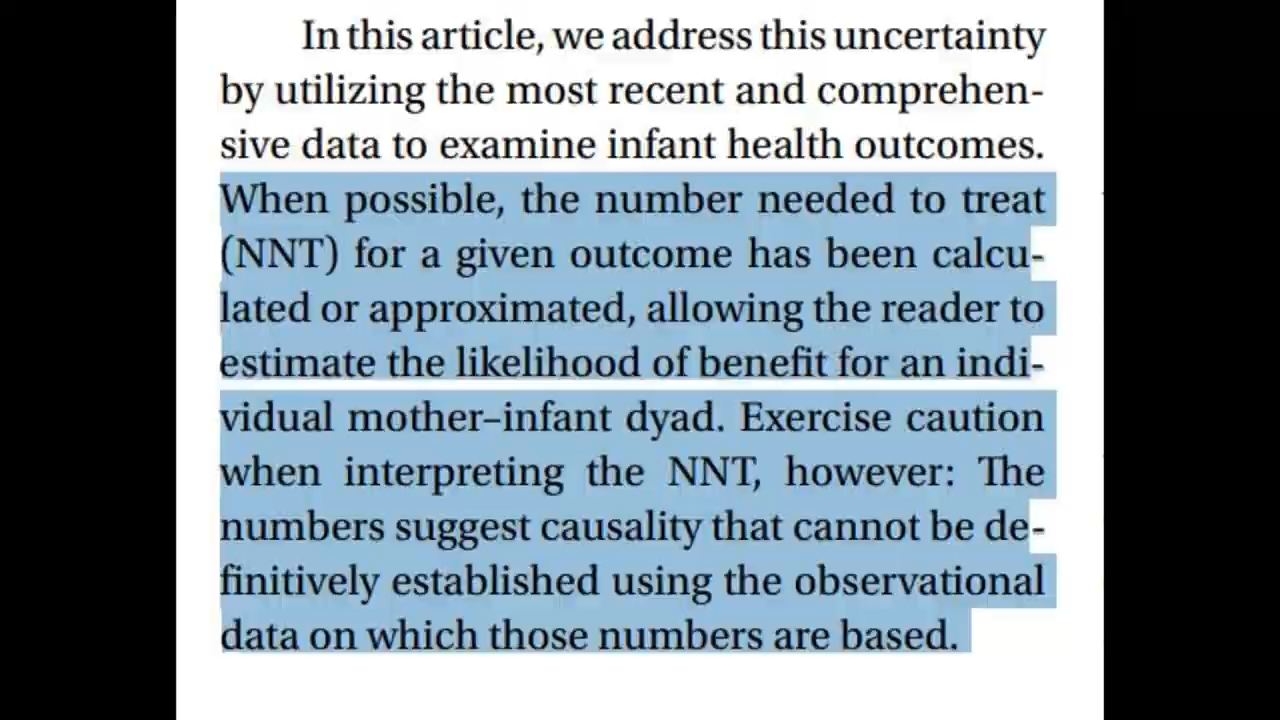 In this article, we address this uncertainty
by utilizing the most recent and comprehen-
sive data to examine infant health outcomes.
When possible, the number needed to treat
(NNT) for a given outcome has been calcu-
lated or approximated, allowing the reader to
estimate the likelihood of benefit for an indi-
vidual mother–infant dyad. Exercise caution
when interpreting the NNT, however: The
numbers suggest causality that cannot be de-
finitively established using the observational
data on which those numbers are based.